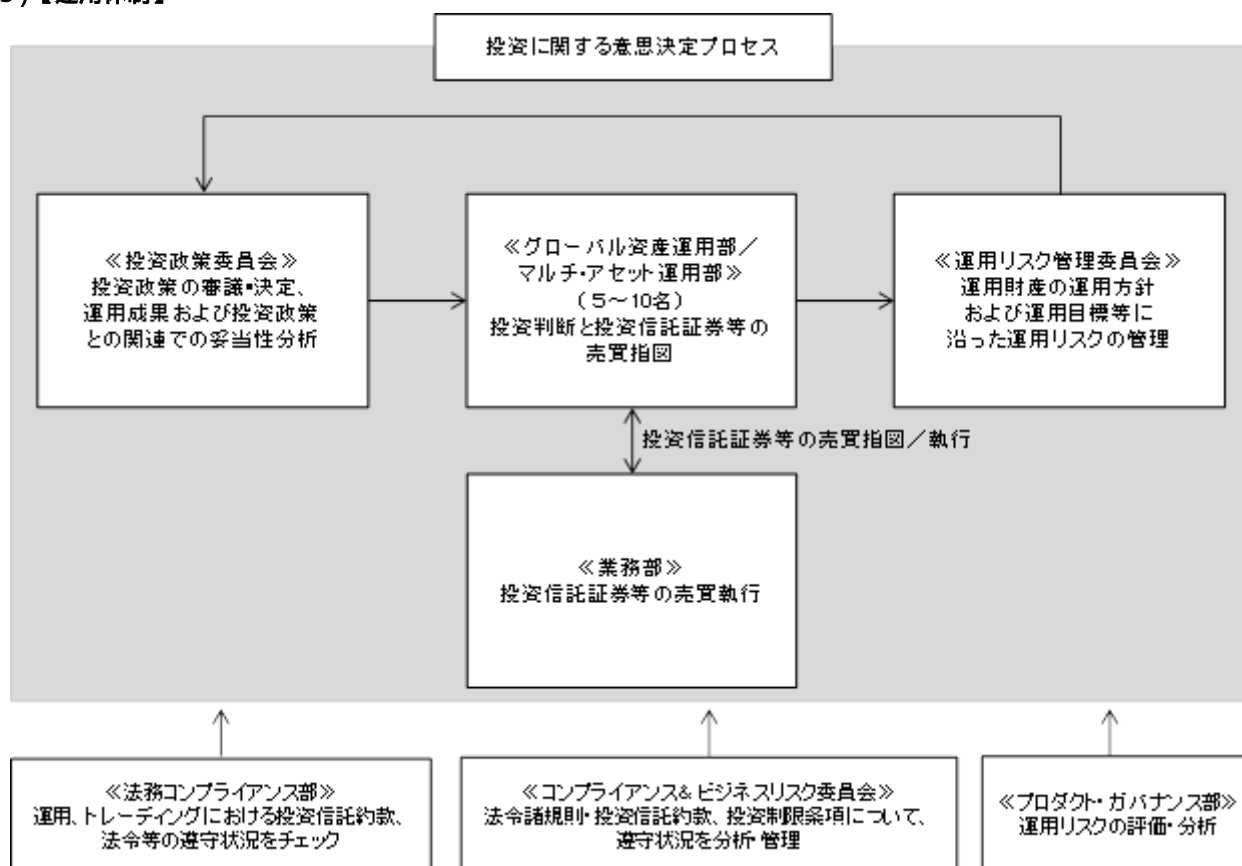 【運用体制】
投資に関する意思決定プロセス
≪投資政策委員会≫
投資政策の審議・決定、
運用成果および投資政策
との関連での妥当性分析
≪グローバル資産運用部／
マルチ・アセット運用部≫
（５～10名）
投資判断と投資信託証券等の
売買指図
≪運用リスク管理委員会≫
運用財産の運用方針
および運用目標等に
沿った運用リスクの管理
投資信託証券等の売買指図／執行
≪業務部≫
投資信託証券等の売買執行
≪法務コンプライアンス部≫
運用、トレーディングにおける投資信託約款、
法令等の遵守状況をチェック
≪コンプライアンス& ビジネスリスク委員会≫
法令諸規則・投資信託約款、投資制限条項について、
遵守状況を分析・管理
≪プロダクト・ガバナンス部≫
運用リスクの評価・分析